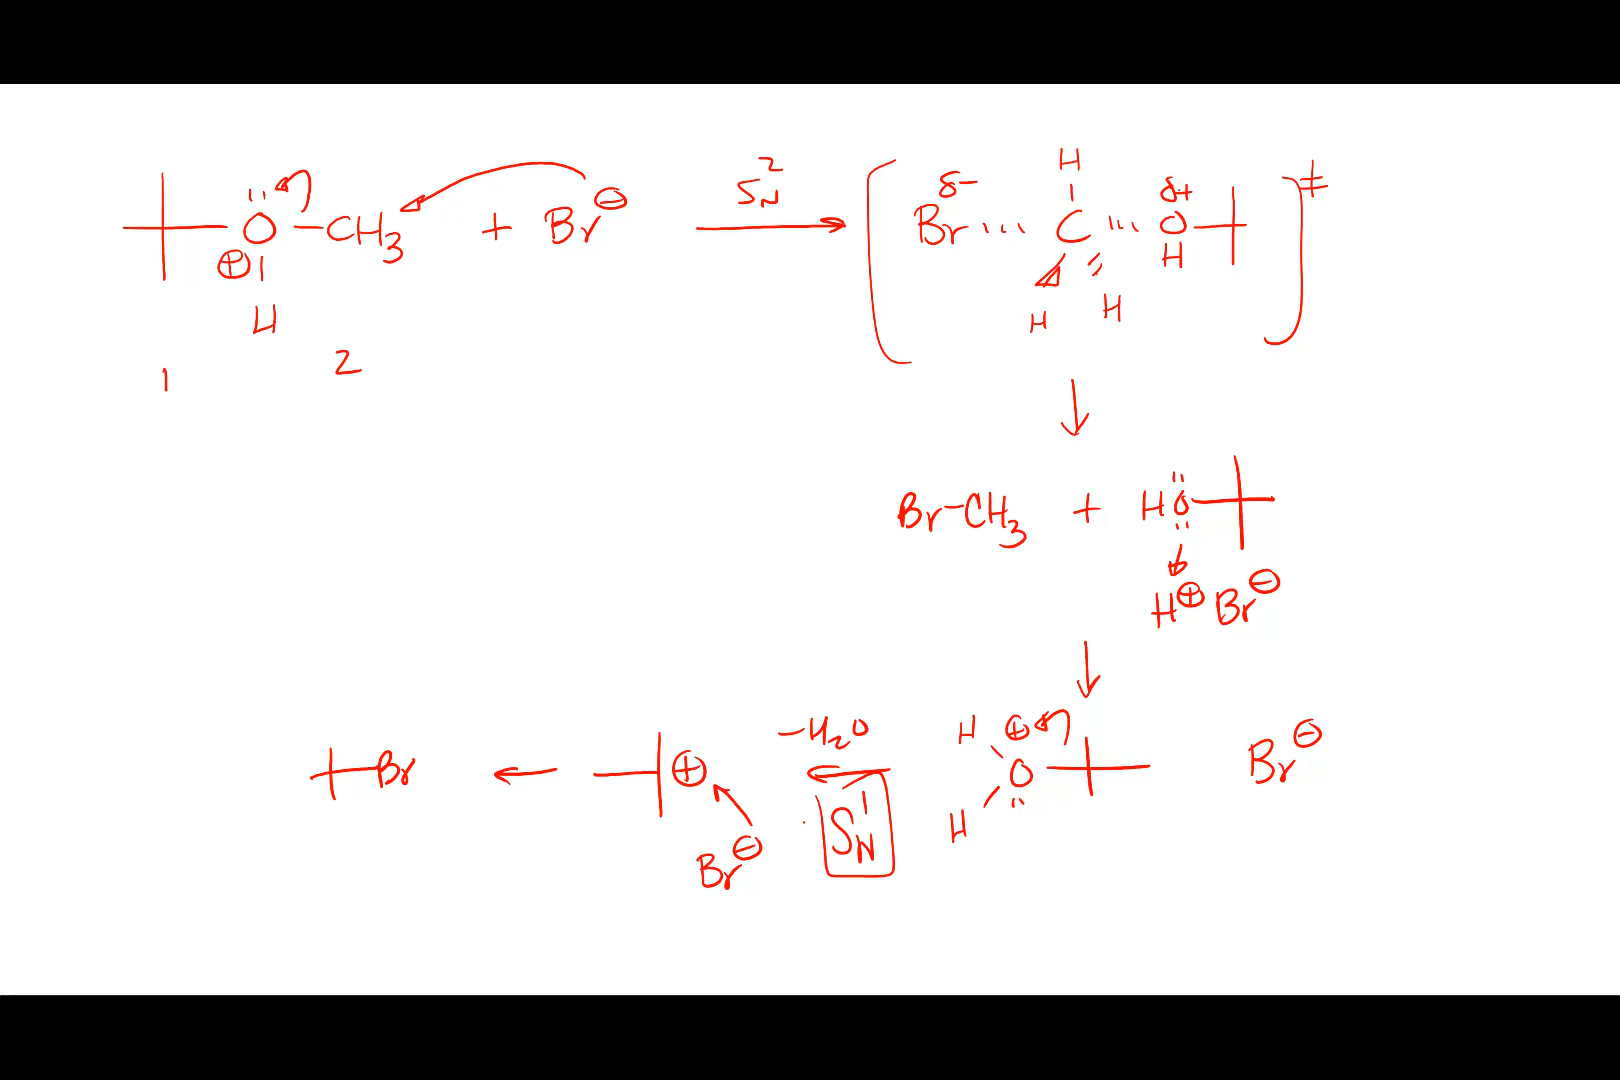 O – CH3 + Br ⊖ SN2 [ Br δ- ... C ... O δ+ ] ‡
⊕ H H H H H
1 2
Br–CH3 + HO
H⊕ Br⊖
–H2O H ⊕ O H Br⊖
Br ⊕ SN1
Br⊖